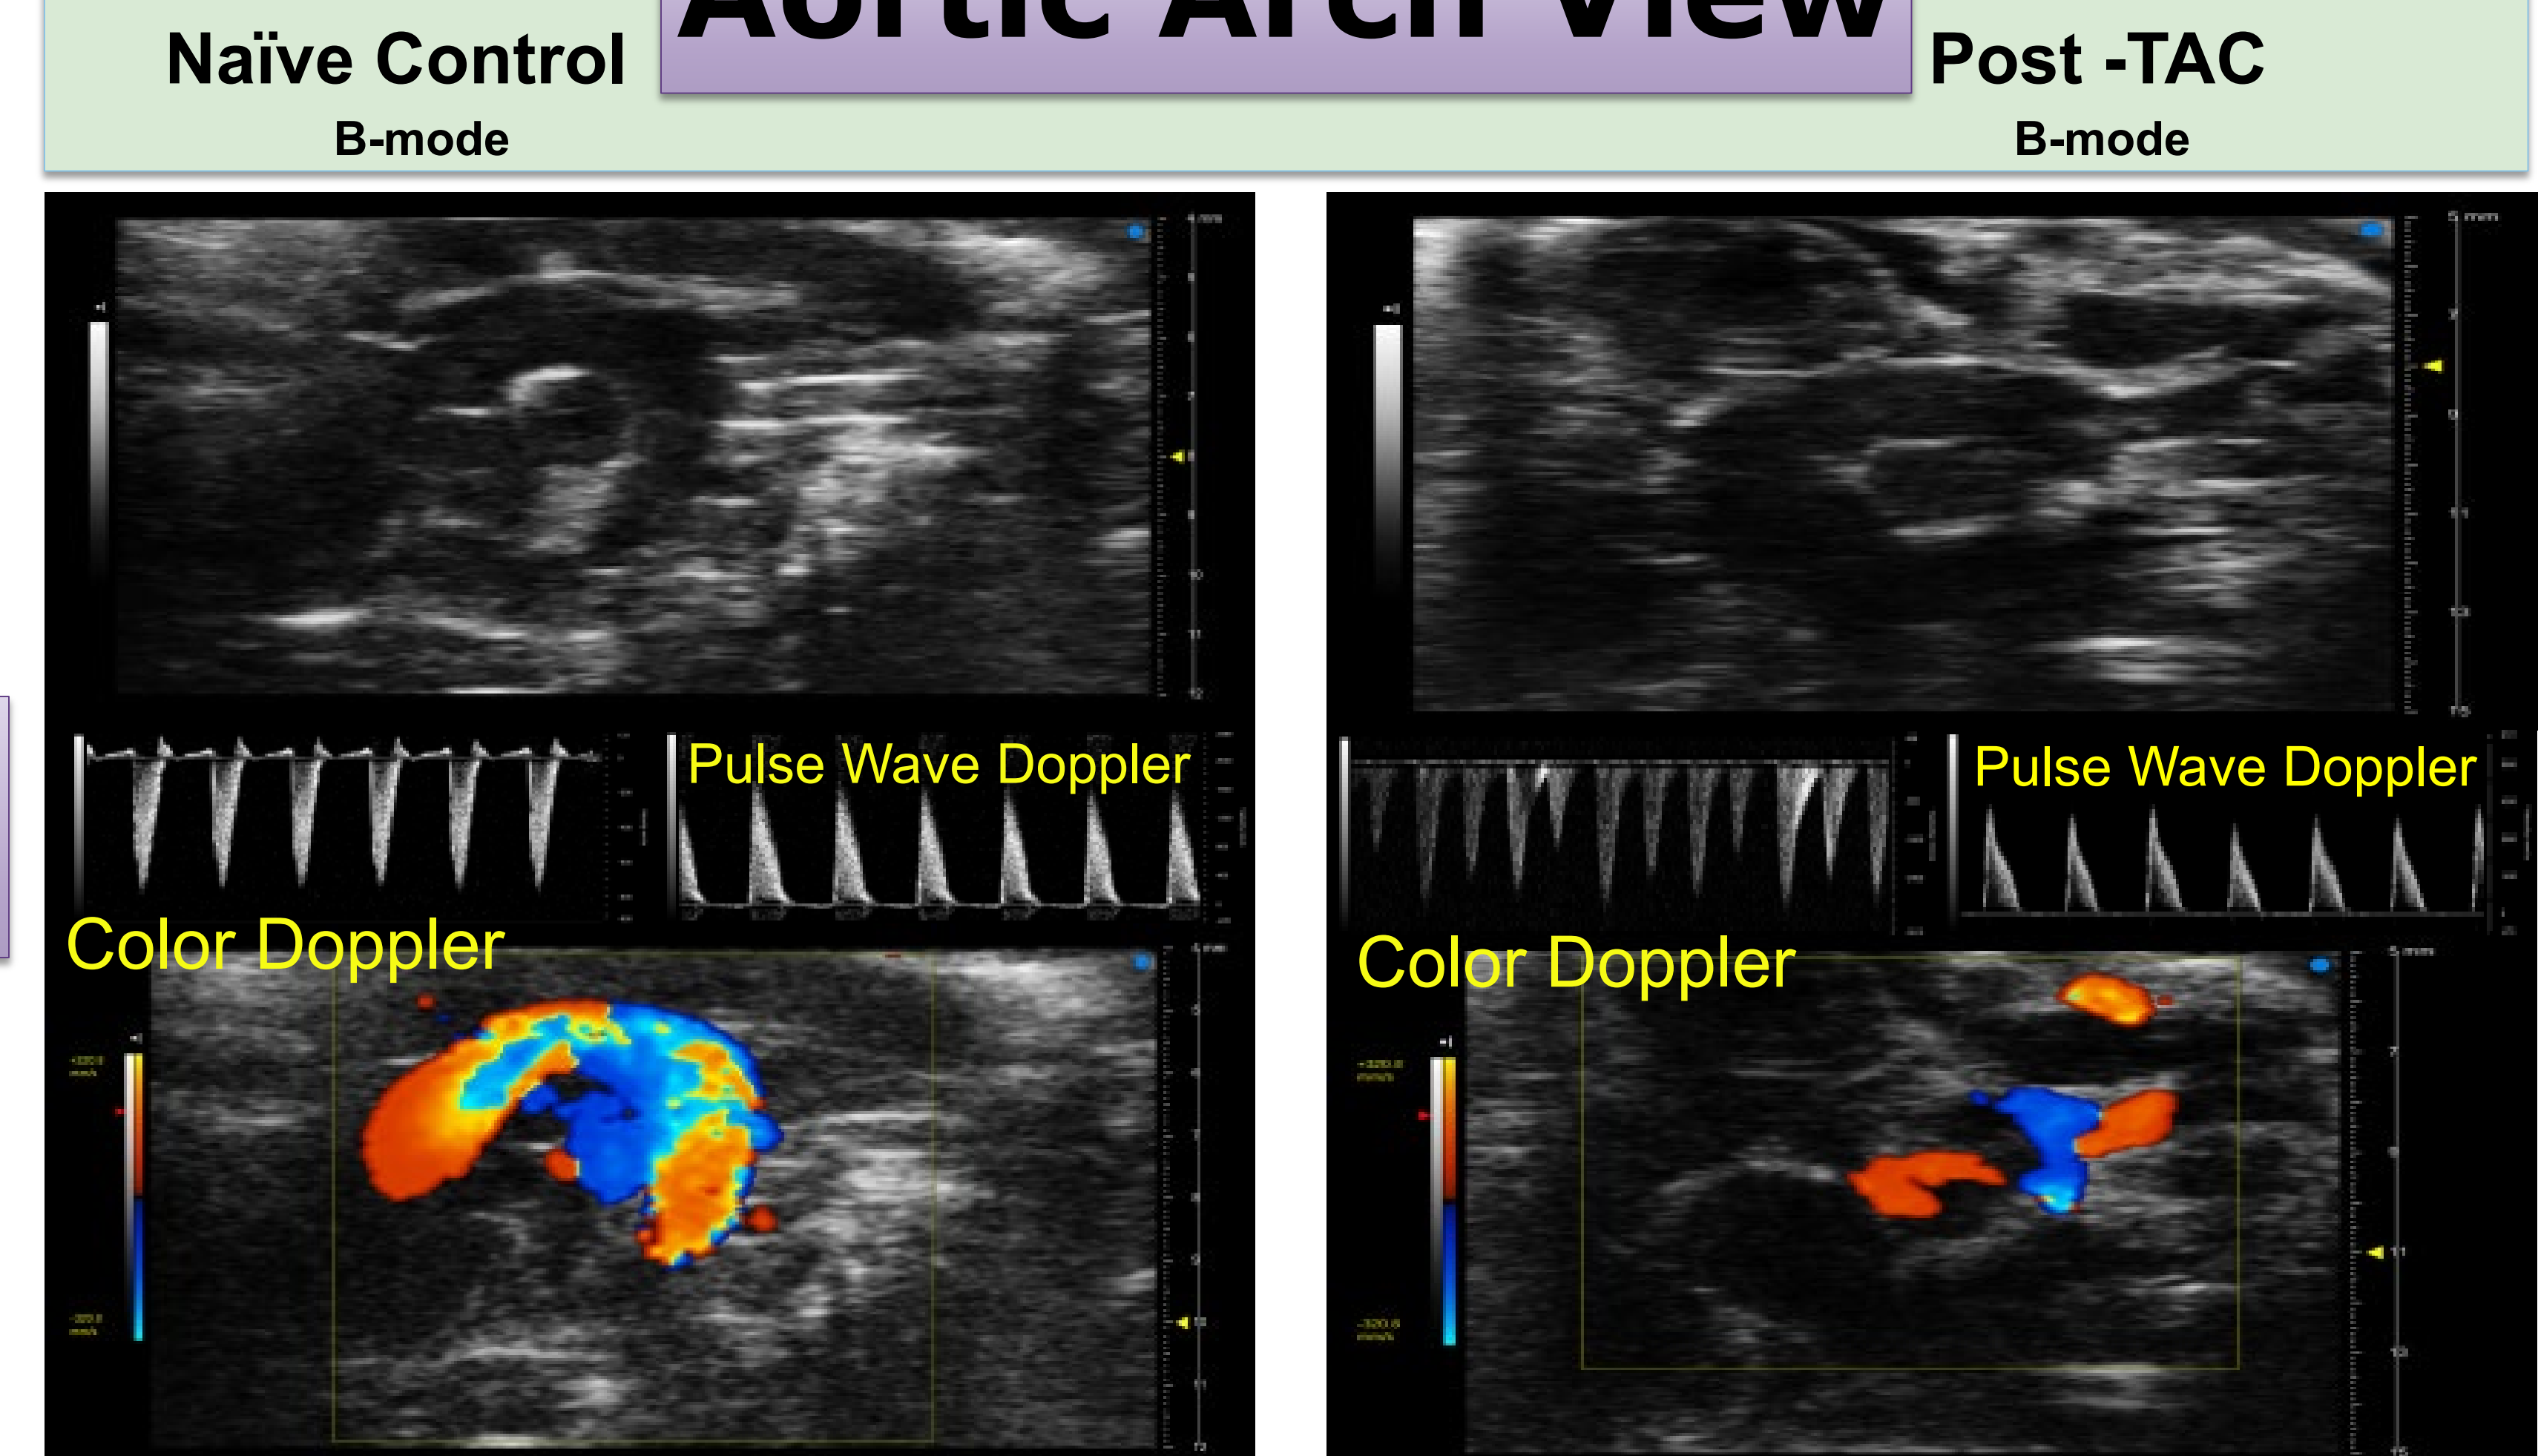 Aortic Arch View
Naïve Control
Post -TAC
B-mode
B-mode
Pulse Wave Doppler
Pulse Wave Doppler
Color Doppler
Color Doppler